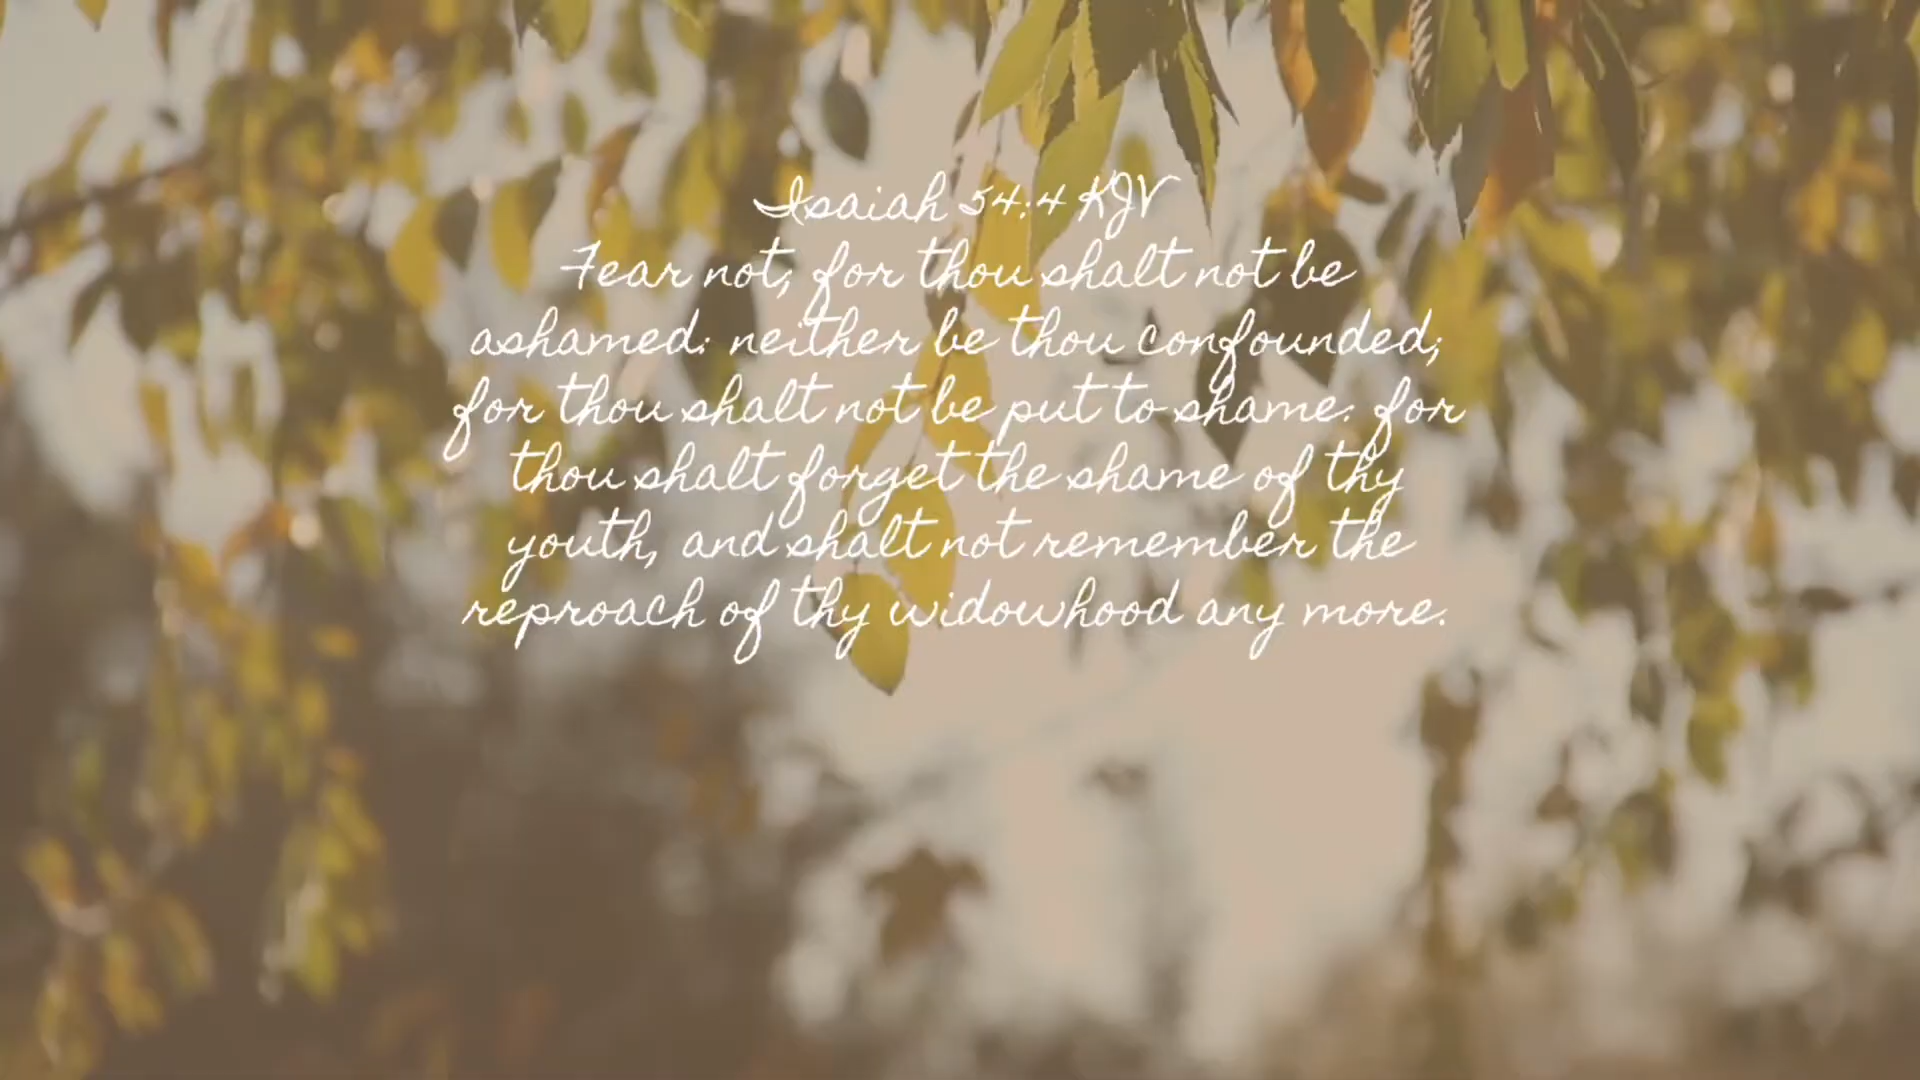 Isaiah 54:4 KJV
Fear not; for thou shalt not be
ashamed: neither be thou confounded;
for thou shalt not be put to shame: for
thou shalt forget the shame of thy
youth, and shalt not remember the
reproach of thy widowhood any more.